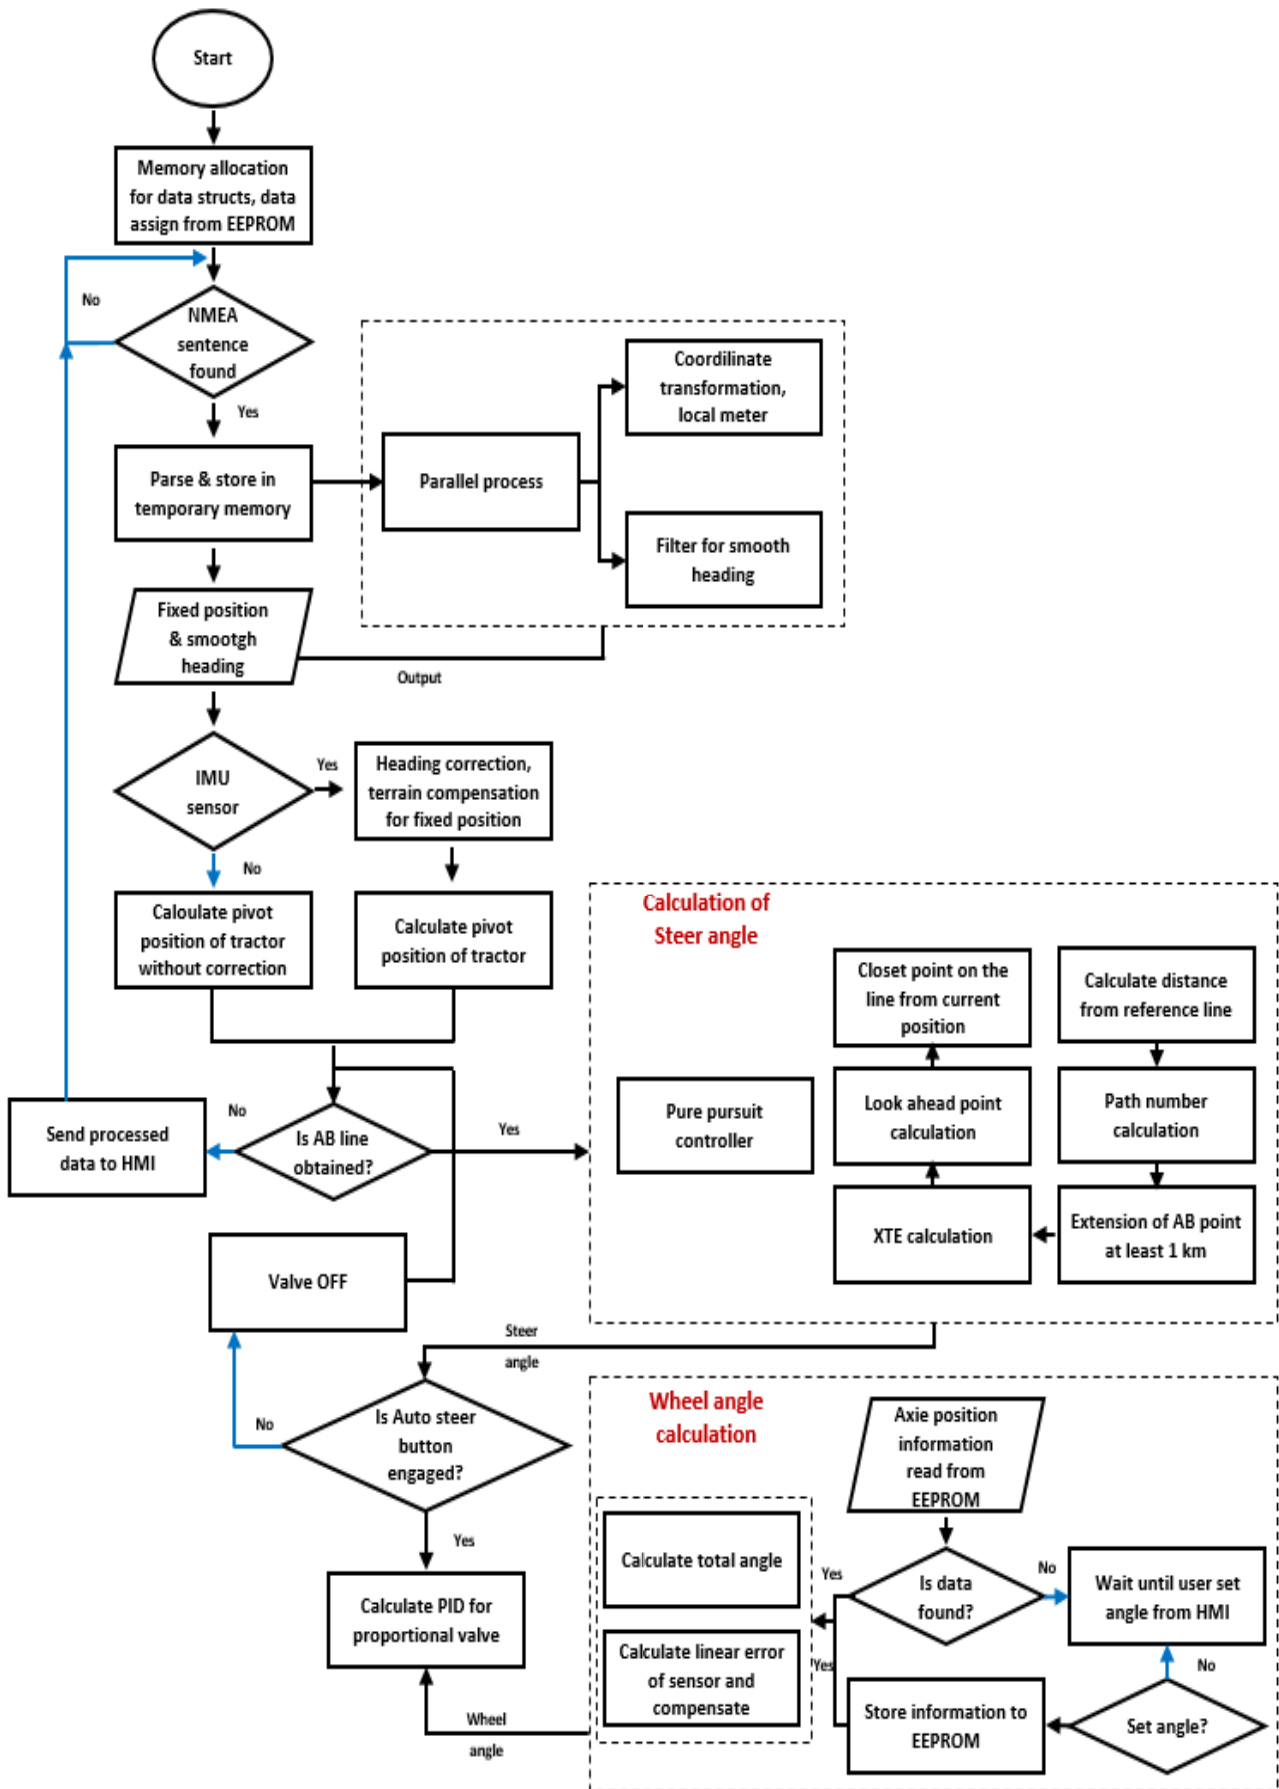 Start
Memory allocation
for data structs, data
assign from EEPROM
No
NMEA
sentence
found
Yes
Coordilinate
transformation,
local meter
Parse & store in
temporary memory
Parallel process
Filter for smooth
heading
Fixed position
& smootgh
heading
Output
IMU
sensor
Yes
Heading correction,
terrain compensation
for fixed position
No
Caloulate pivot
position of tractor
without correction
Calculate pivot
position of tractor
Calculation of
Steer angle
Closet point on the
line from current
position
Calculate distance
from reference line
Pure pursuit
controller
Look ahead point
calculation
Path number
calculation
Send processed
data to HMI
No
Is AB line
obtained?
Yes
XTE calculation
Extension of AB point
at least 1 km
Valve OFF
Steer
angle
No
Is Auto steer
button
engaged?
Yes
Wheel angle
calculation
Axie position
information
read from
EEPROM
Calculate total angle
Yes
Is data
found?
No
Wait until user set
angle from HMI
Calculate PID for
proportional valve
Calculate linear error
of sensor and
compensate
Yes
Store information to
EEPROM
No
Set angle?
Wheel
angle